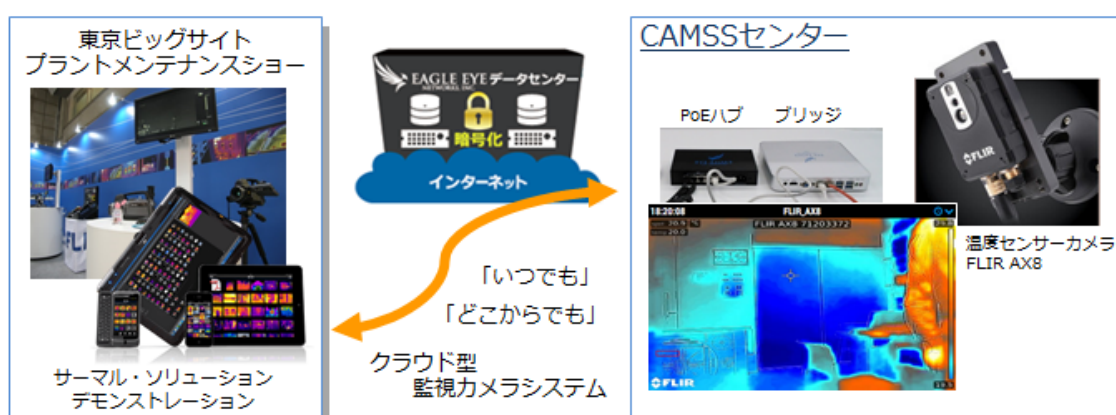 東京ビッグサイト
プラントメンテナンスショー
サーマル・ソリューション
デモンストレーション
EAGLE EYE データセンター
NETWORKS INC.
暗号化
インターネット
「いつでも」
「どこからでも」
クラウド型
監視カメラシステム
CAMSSセンター
PoEハブ ブリッジ
FLIR
温度センサーカメラ
FLIR AX8
18:20:08 FLIR_AX8
FLIR AX8 71203372
FLIR